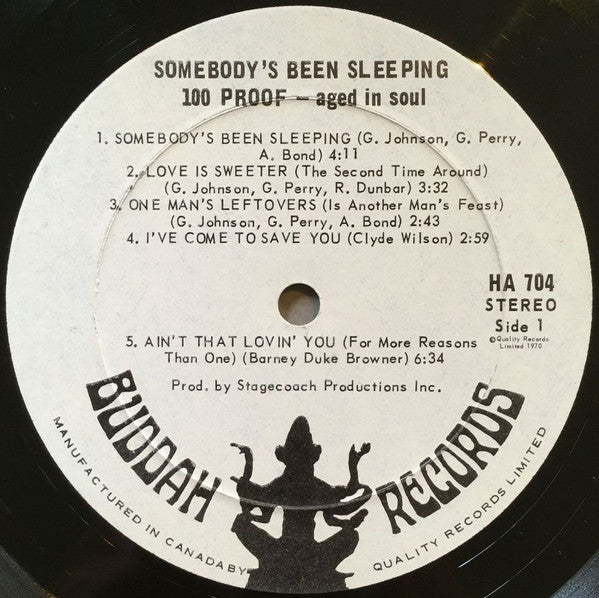 SOMEBODY'S BEEN SLEEPING
100 PROOF — aged in soul
1. SOMEBODY'S BEEN SLEEPING (G. Johnson, G. Perry,
A. Bond) 4:11
2. LOVE IS SWEETER (The Second Time Around)
(G. Johnson, G. Perry, R. Dunbar) 3:32
3. ONE MAN'S LEFTOVERS (Is Another Man's Feast)
(G. Johnson, G. Perry, A. Bond) 2:43
4. I'VE COME TO SAVE YOU (Clyde Wilson) 2:59
HA 704
STEREO
Side 1
©Quality Records
Limited 1970
5. AIN'T THAT LOVIN' YOU (For More Reasons
Than One) (Barney Duke Browner) 6:34
Prod. by Stagecoach Productions Inc.
BUDDAH RECORDS
MANUFACTURED IN CANADA BY QUALITY RECORDS LIMITED